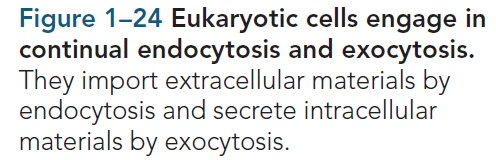 Figure 1–24 Eukaryotic cells engage in
continual endocytosis and exocytosis.
They import extracellular materials by
endocytosis and secrete intracellular
materials by exocytosis.